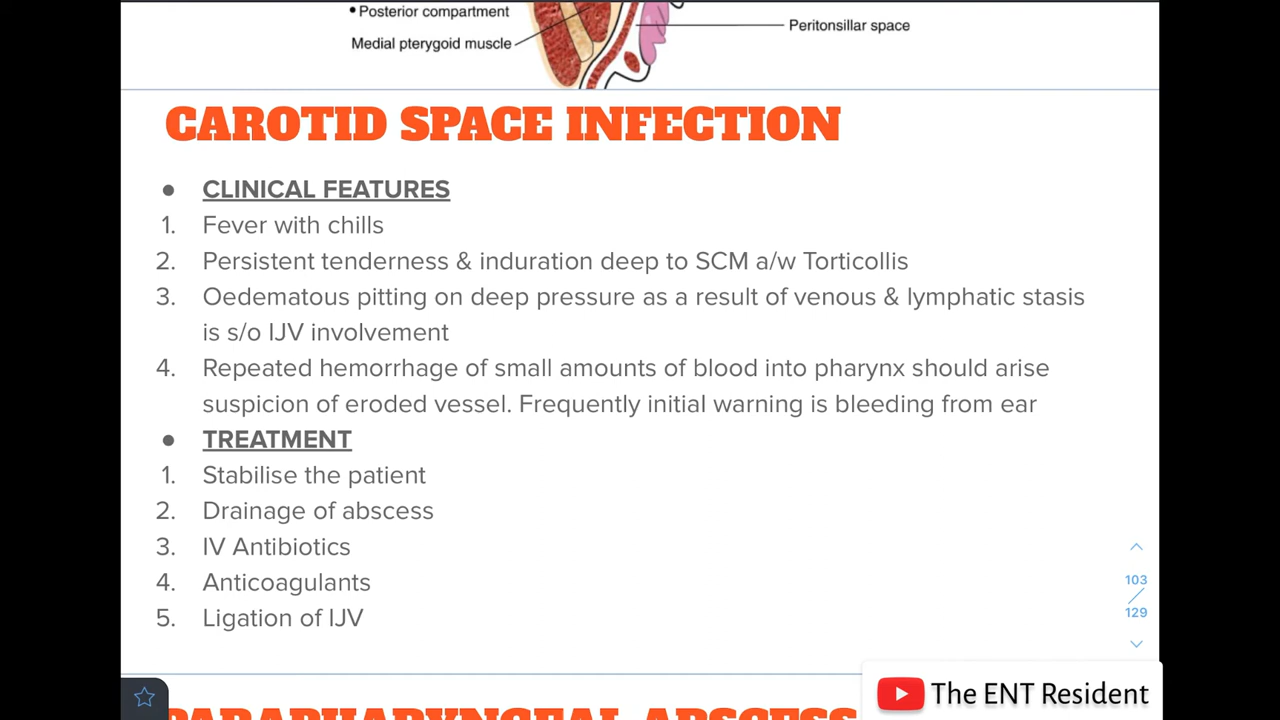 • Posterior compartment
Medial pterygoid muscle
Peritonsillar space
CAROTID SPACE INFECTION
● CLINICAL FEATURES
1. Fever with chills
2. Persistent tenderness & induration deep to SCM a/w Torticollis
3. Oedematous pitting on deep pressure as a result of venous & lymphatic stasis
is s/o IJV involvement
4. Repeated hemorrhage of small amounts of blood into pharynx should arise
suspicion of eroded vessel. Frequently initial warning is bleeding from ear
● TREATMENT
1. Stabilise the patient
2. Drainage of abscess
3. IV Antibiotics
4. Anticoagulants
5. Ligation of IJV
103
/
129
PARAPHARYNGEAL ABSCESS
The ENT Resident